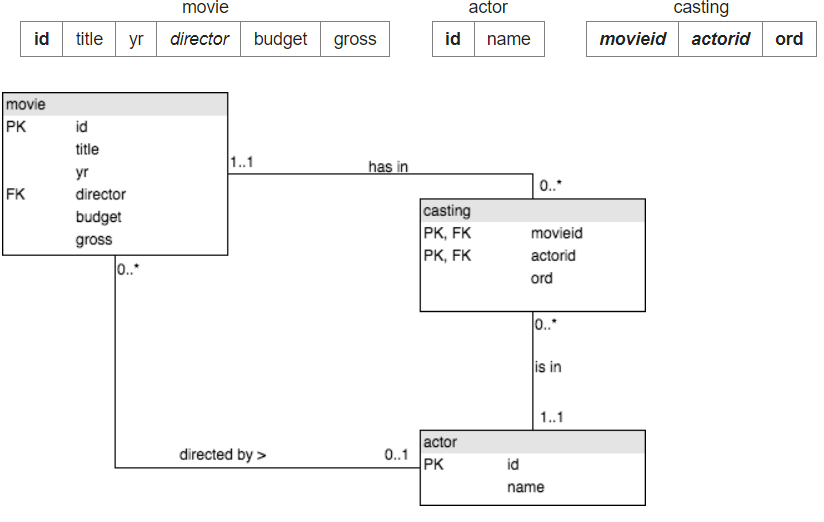 movie actor casting
id title yr director budget gross id name movieid actorid ord
movie
PK id
title
yr
FK director
budget
gross
1..1
has in
0..*
casting
PK, FK movieid
PK, FK actorid
ord
0..*
0..*
is in
1..1
directed by >
0..1
actor
PK id
name